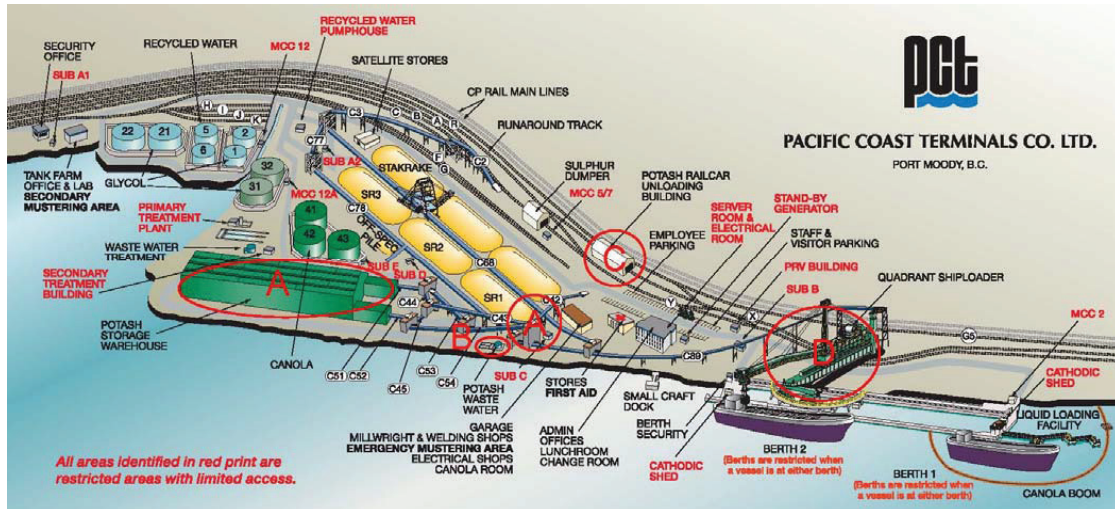 RECYCLED WATER
PUMPHOUSE
SECURITY
OFFICE
RECYCLED WATER
MCC 12
SUB A1
SATELLITE STORES
CP RAIL MAIN LINES
pct
PACIFIC COAST TERMINALS CO. LTD.
PORT MOODY, B.C.
H
I
J
K
C3
C
B
A
R
RUNAROUND TRACK
22
21
5
2
6
1
C77
F
G
C2
TANK FARM
OFFICE & LAB
SECONDARY
MUSTERING AREA
GLYCOL
32
31
SUB A2
STAKRAKE
SULPHUR
DUMPER
MCC 5/7
POTASH RAILCAR
UNLOADING
BUILDING
SERVER
ROOM &
ELECTRICAL
ROOM
STAND-BY
GENERATOR
PRIMARY
TREATMENT
PLANT
MCC 12A
SR3
C78
EMPLOYEE
PARKING
STAFF &
VISITOR PARKING
41
42
43
OFF-SPEC
PILE
SR2
C68
C
PRV BUILDING
WASTE WATER
TREATMENT
SECONDARY
TREATMENT
BUILDING
SUB E
SUB D
QUADRANT SHIPLOADER
SUB B
A
SR1
C42
Y
X
C44
C43
A
B
D
G5
MCC 2
POTASH
STORAGE
WAREHOUSE
CANOLA
C89
CATHODIC
SHED
C51
C52
C45
C53
C54
SUB C
POTASH
WASTE
WATER
STORES
FIRST AID
SMALL CRAFT
DOCK
LIQUID LOADING
FACILITY
GARAGE
MILLWRIGHT & WELDING SHOPS
EMERGENCY MUSTERING AREA
ELECTRICAL SHOPS
CANOLA ROOM
ADMIN
OFFICES
LUNCHROOM
CHANGE ROOM
BERTH
SECURITY
CATHODIC
SHED
BERTH 2
(Berths are restricted when
a vessel is at either berth)
BERTH 1
(Berths are restricted when
a vessel is at either berth)
CANOLA BOOM
All areas identified in red print are
restricted areas with limited access.